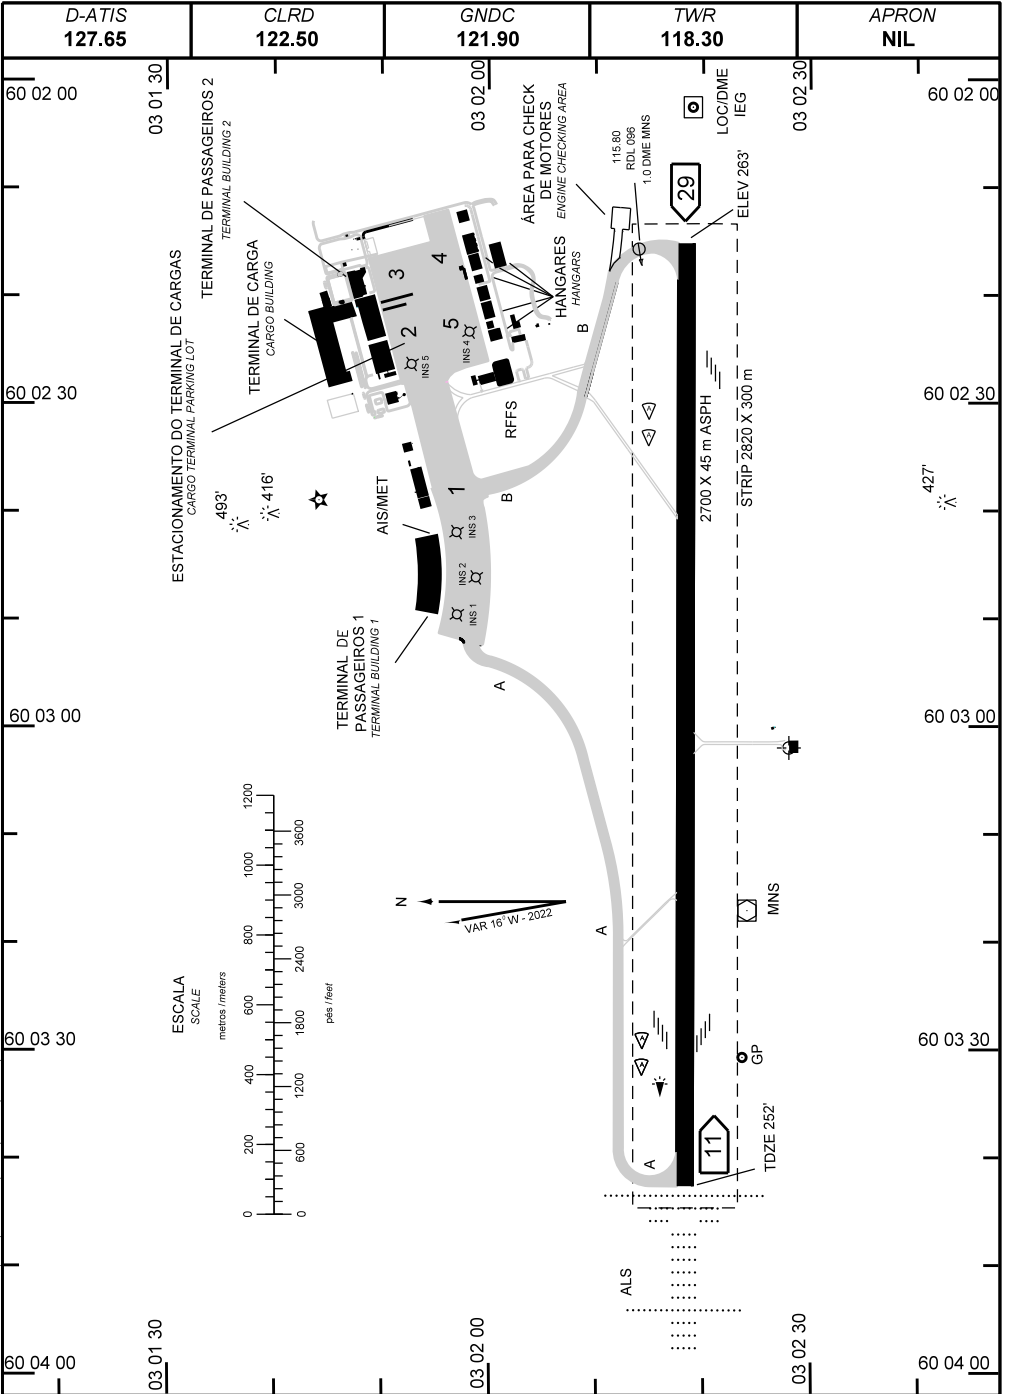 D-ATIS
127.65
CLRD
122.50
GNDC
121.90
TWR
118.30
APRON
NIL
03 01 30
03 02 00
03 02 30
60 02 00
60 02 00
LOC/DME
IEG
TERMINAL DE PASSAGEIROS 2
TERMINAL BUILDING 2
ÁREA PARA CHECK
DE MOTORES
ENGINE CHECKING AREA
115.80
RDL 096
1.0 DME MNS
29
ELEV 263'
TERMINAL DE CARGA
CARGO BUILDING
ESTACIONAMENTO DO TERMINAL DE CARGAS
CARGO TERMINAL PARKING LOT
3
4
2
5
INS 5
INS 4
HANGARES
HANGARS
B
60 02 30
60 02 30
RFFS
A
A
2700 X 45 m ASPH
STRIP 2820 X 300 m
493'
416'
427'
AIS/MET
1
B
INS 3
INS 2
INS 1
TERMINAL DE
PASSAGEIROS 1
TERMINAL BUILDING 1
A
60 03 00
60 03 00
ESCALA
SCALE
metros / meters
0
200
400
600
800
1000
1200
0
600
1200
1800
2400
3000
3600
pés / feet
N
VAR 16° W - 2022
A
MNS
60 03 30
60 03 30
A
A
GP
11
A
TDZE 252'
ALS
60 04 00
60 04 00
03 01 30
03 02 00
03 02 30